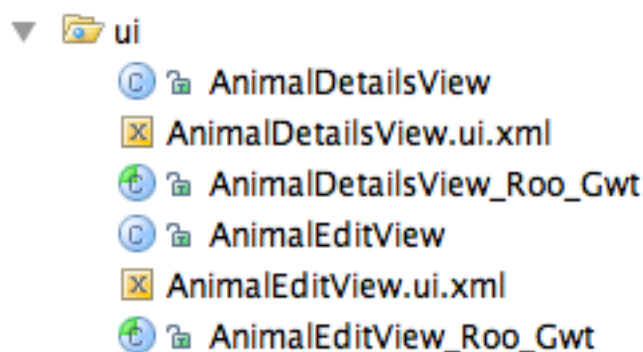 ui
AnimalDetailsView
AnimalDetailsView.ui.xml
AnimalDetailsView_Roo_Gwt
AnimalEditView
AnimalEditView.ui.xml
AnimalEditView_Roo_Gwt